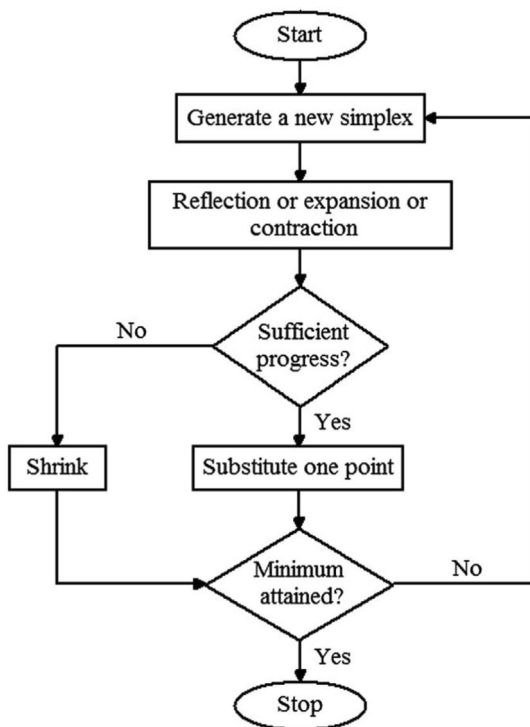 Start
Generate a new simplex
Reflection or expansion or
contraction
Sufficient
progress?
No
Yes
Shrink
Substitute one point
Minimum
attained?
No
Yes
Stop